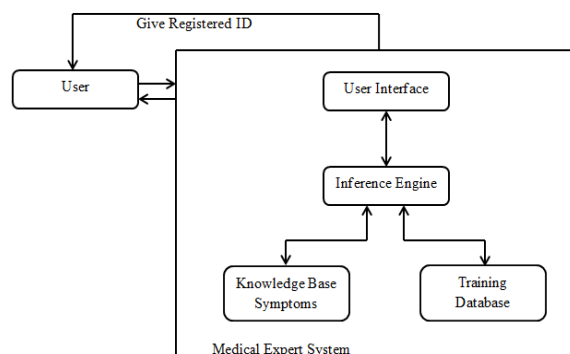 Give Registered ID
User
User Interface
Inference Engine
Knowledge Base
Symptoms
Training
Database
Medical Expert System